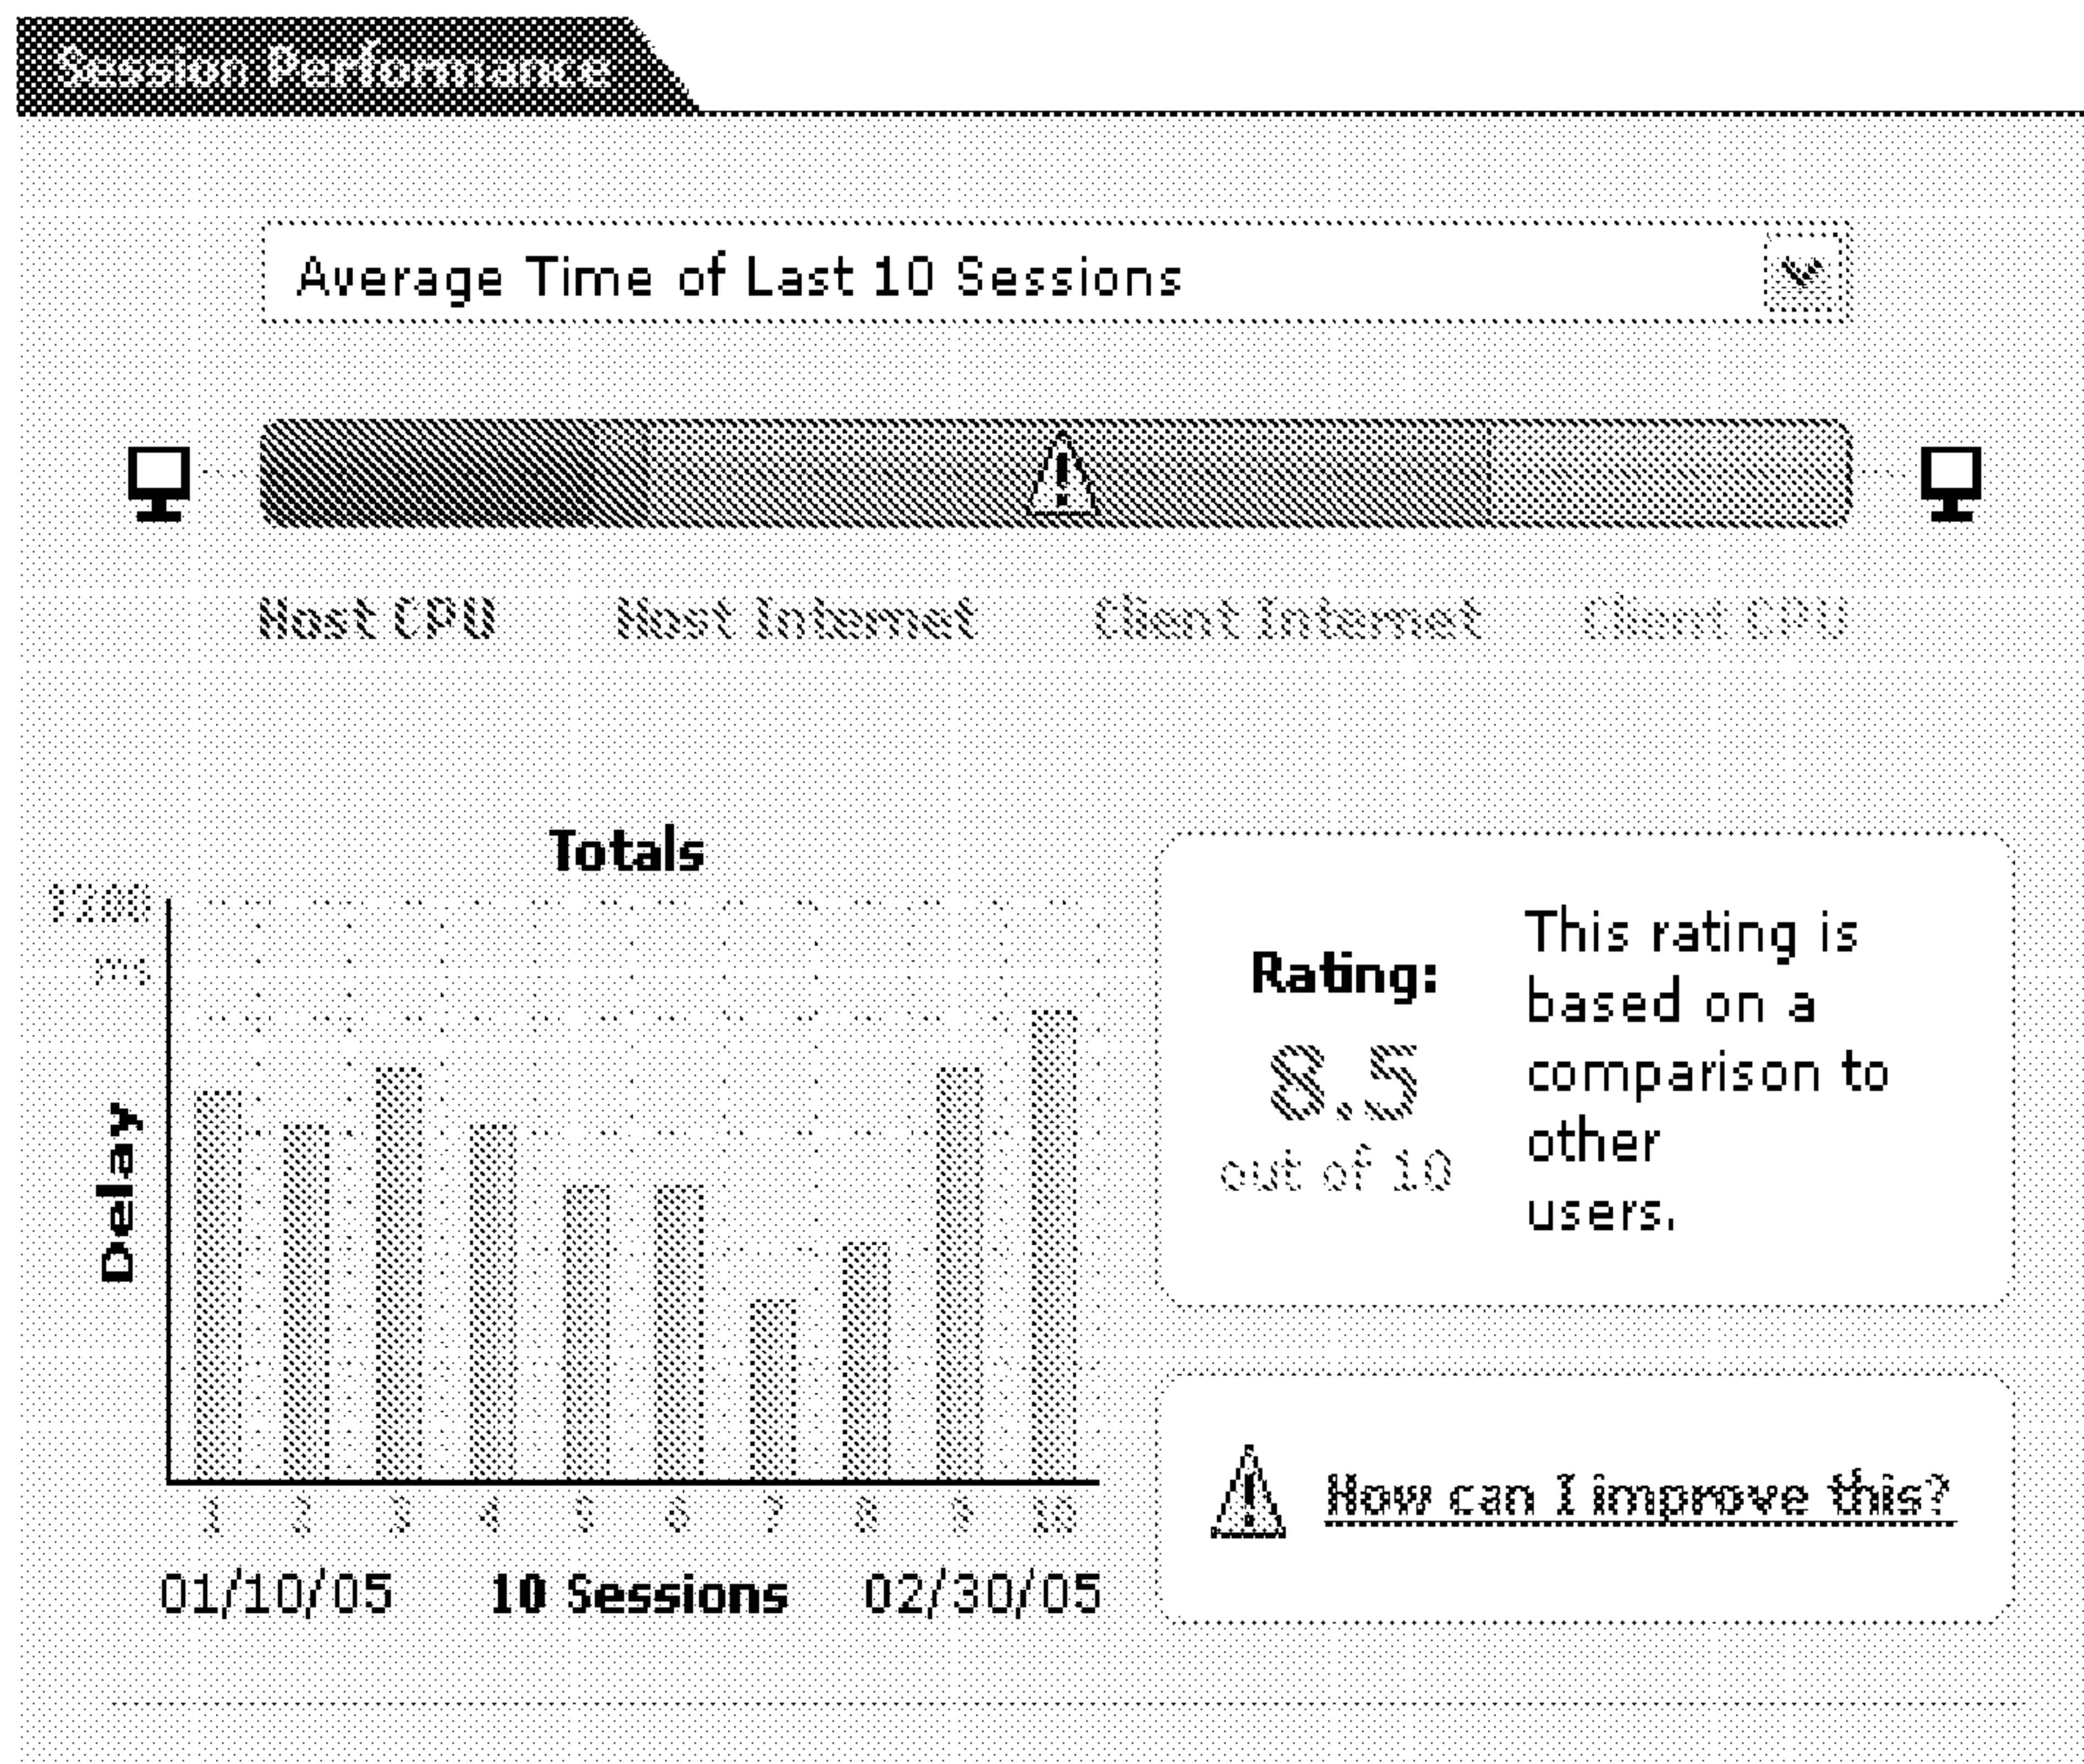 Session Performance
Average Time of Last 10 Sessions
Host CPU Host Internet Client Internet Client CPU
Totals
1200
ms
Delay
1 2 3 4 5 6 7 8 9 10
01/10/05 10 Sessions 02/30/05
Rating:
8.5
out of 10
This rating is
based on a
comparison to
other
users.
How can I improve this?